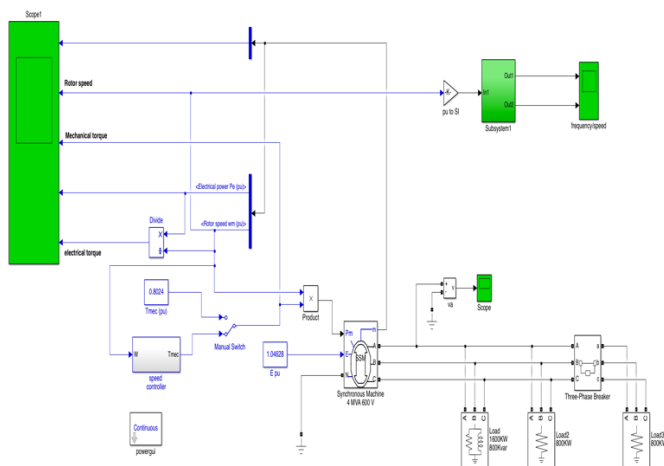 Scope1
Rotor speed
K
pu to SI
In1
Out1
Out2
Subsystem1
frequency/speed
Mechanical torque
<Electrical power Pe (pu)>
<Rotor speed wm (pu)>
Divide
X
electrical torque
0.8024
Tmec (pu)
Manual Switch
W
Tmec
speed
controller
X
Product
1.04828
E pu
Pm
m
E
N
SSM
A
B
C
Synchronous Machine
4 MVA 600 V
+
-
v
va
Scope
A
B
C
a
b
c
Three-Phase Breaker
A B C
Load
1600KW
800Kvar
A B C
Load2
800KW
A B C
Load3
Continuous
powergui